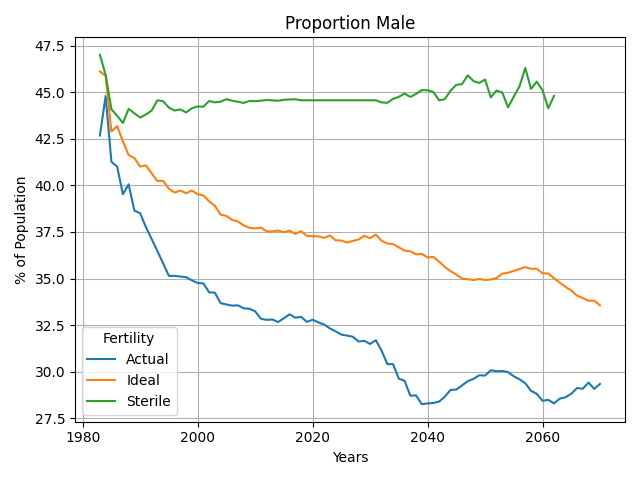 Proportion Male
% of Population
47.5
45.0
42.5
40.0
37.5
35.0
32.5
30.0
27.5
Fertility
Actual
Ideal
Sterile
1980
2000
2020
2040
2060
Years